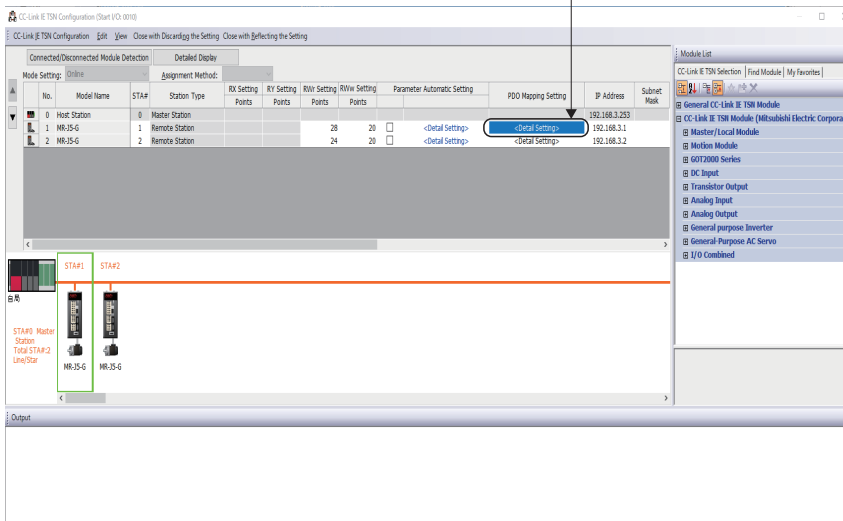 CC-Link IE TSN Configuration (Start I/O: 0010)
CC-Link IE TSN Configuration Edit View Close with Discarding the Setting Close with Reflecting the Setting
Connected/Disconnected Module Detection Detailed Display
Mode Setting: Online Assignment Method:
No. Model Name STA# Station Type RX Setting RY Setting RWr Setting RWw Setting Parameter Automatic Setting PDO Mapping Setting IP Address Subnet Mask
Points Points Points Points
0 Host Station 0 Master Station 192.168.3.253
1 MR-J5-G 1 Remote Station 28 20 <Detail Setting> <Detail Setting> 192.168.3.1
2 MR-J5-G 2 Remote Station 24 20 <Detail Setting> <Detail Setting> 192.168.3.2
STA#1 STA#2
自局
STA#0 Master
Station
Total STA#:2
Line/Star
MR-J5-G MR-J5-G
Output
Module List
CC-Link IE TSN Selection Find Module My Favorites
General CC-Link IE TSN Module
CC-Link IE TSN Module (Mitsubishi Electric Corpora
Master/Local Module
Motion Module
GOT2000 Series
DC Input
Transistor Output
Analog Input
Analog Output
General purpose Inverter
General-Purpose AC Servo
I/O Combined